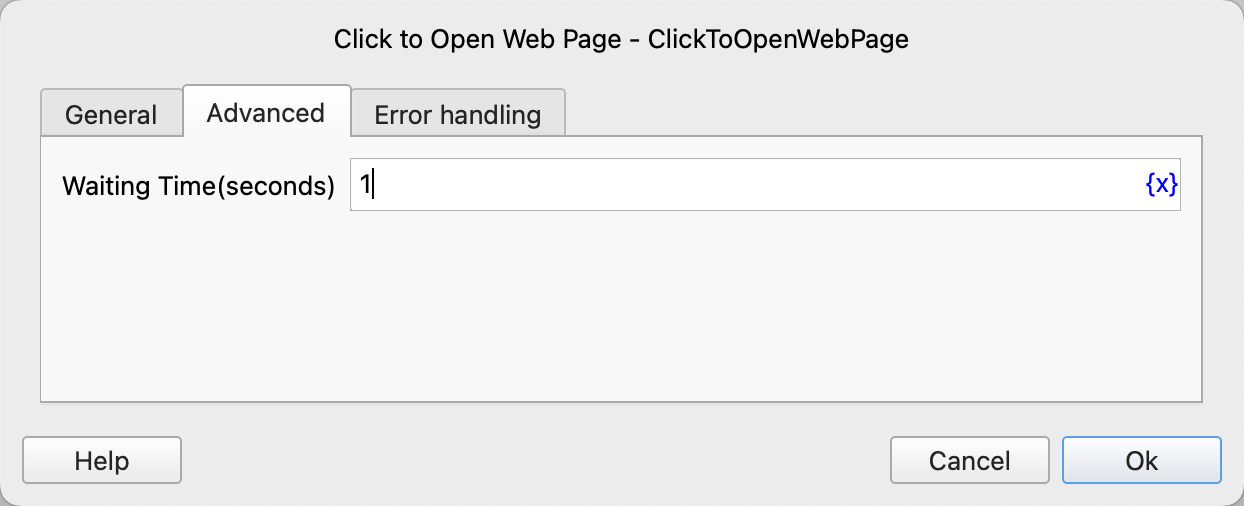 Click to Open Web Page - ClickToOpenWebPage
General Advanced Error handling
Waiting Time(seconds) 1 {x}
Help Cancel Ok